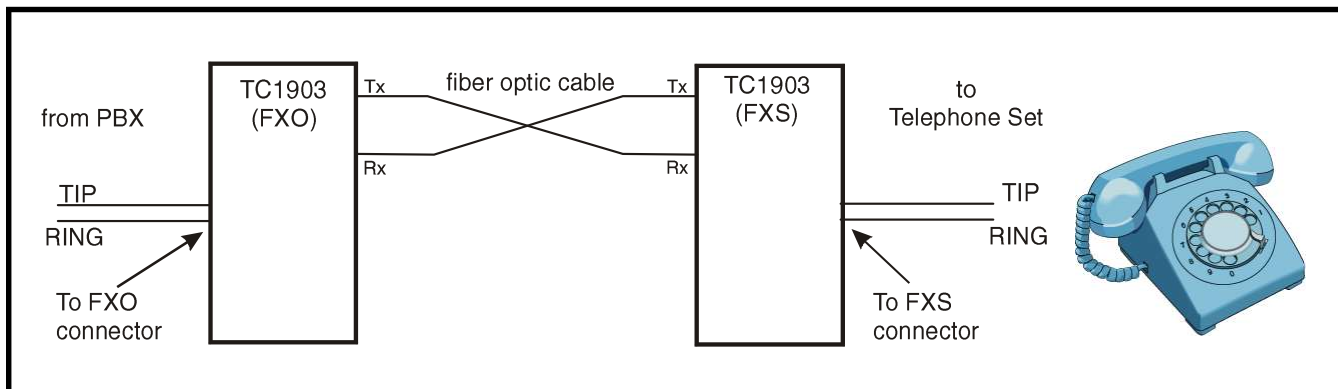 from PBX
TIP
RING
To FXO
connector
TC1903
(FXO)
Tx
Rx
fiber optic cable
Tx
Rx
TC1903
(FXS)
to
Telephone Set
TIP
RING
To FXS
connector